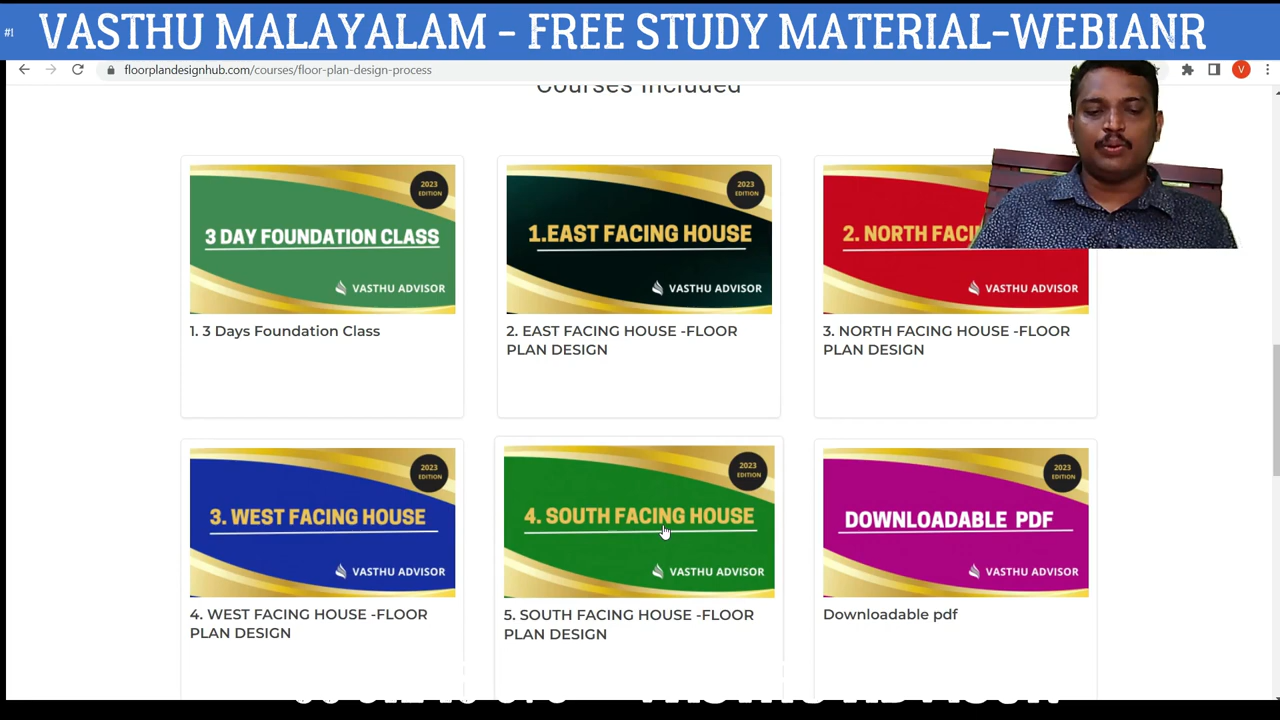 #1
VASTHU MALAYALAM - FREE STUDY MATERIAL-WEBIANR
floorplandesignhub.com/courses/floor-plan-design-process
V
Courses Included
2023
EDITION
3 DAY FOUNDATION CLASS
VASTHU ADVISOR
1. 3 Days Foundation Class
2023
EDITION
1.EAST FACING HOUSE
VASTHU ADVISOR
2. EAST FACING HOUSE -FLOOR
PLAN DESIGN
2. NORTH
VASTHU ADVISOR
3. NORTH FACING HOUSE -FLOOR
PLAN DESIGN
2023
EDITION
3. WEST FACING HOUSE
VASTHU ADVISOR
4. WEST FACING HOUSE -FLOOR
PLAN DESIGN
2023
EDITION
4. SOUTH FACING HOUSE
VASTHU ADVISOR
5. SOUTH FACING HOUSE -FLOOR
PLAN DESIGN
2023
EDITION
DOWNLOADABLE PDF
VASTHU ADVISOR
Downloadable pdf
VASTHU ADVISOR